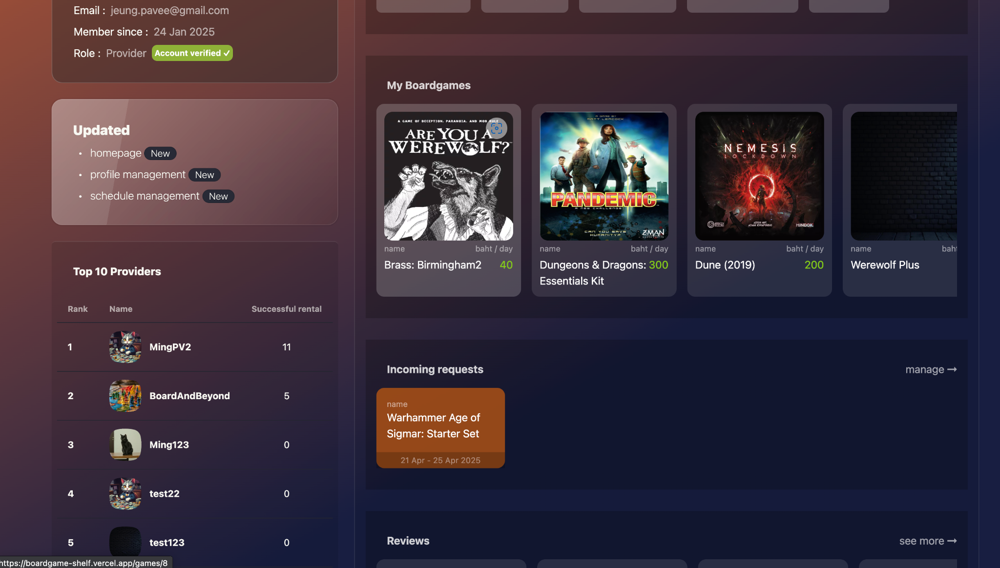 Email : jeung.pavee@gmail.com
Member since : 24 Jan 2025
Role : Provider Account verified ✓
Updated
• homepage New
• profile management New
• schedule management New
Top 10 Providers
Rank Name Successful rental
1 MingPV2 11
2 BoardAndBeyond 5
3 Ming123 0
4 test22 0
5 test123 0
https://boardgame-shelf.vercel.app/games/8
My Boardgames
A GAME OF DECEPTION, PARANOIA, AND MOB RULE
ARE YOU A
WEREWOLF?™
name baht / day
Brass: Birmingham2 40
A GAME BY
MATT LEACOCK
PANDEMIC
A NEW CHALLENGE
CAN YOU SAVE
HUMANITY?
Z-MAN
GAMES
name baht / day
Dungeons & Dragons: 300
Essentials Kit
NEMESIS
LOCKDOWN
ADAM KWAPIŃSKI
MINDOK
name baht / day
Dune (2019) 200
name baht
Werewolf Plus
Incoming requests manage →
name
Warhammer Age of
Sigmar: Starter Set
21 Apr - 25 Apr 2025
Reviews see more →